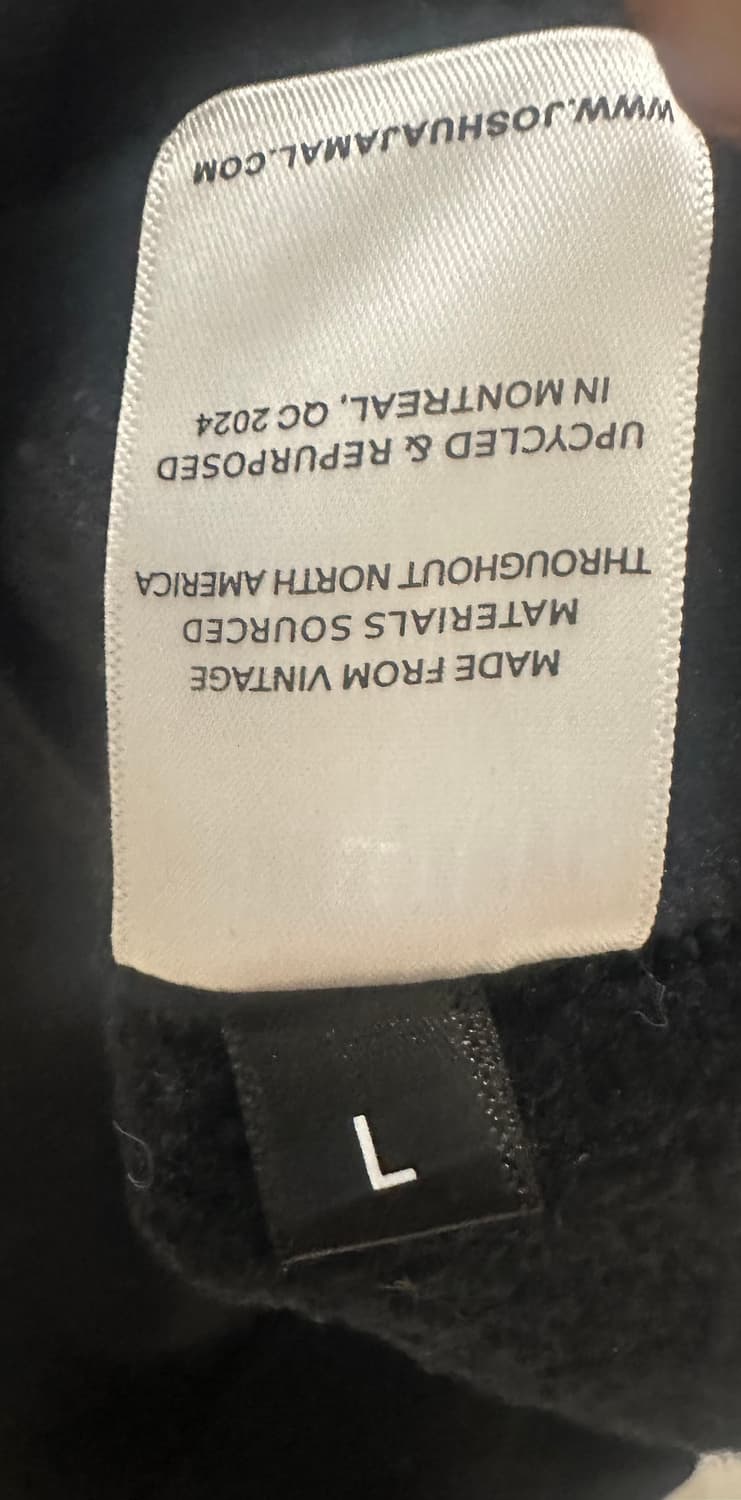 MADE FROM VINTAGE
MATERIALS SOURCED
THROUGHOUT NORTH AMERICA
UPCYCLED & REPURPOSED
IN MONTREAL, QC 2024
WWW.JOSHUAJAMAL.COM
L